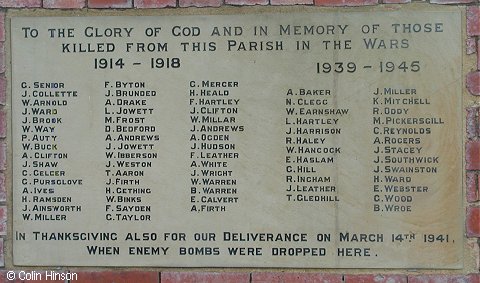 To the Glory of God and in Memory of those
killed from this Parish in the Wars
1914 - 1918
G. Senior
J. Collette
W. Arnold
J. Ward
J. Brook
W. Way
P. Auty
W. Buck
A. Clifton
J. Shaw
C. Gelger
C. Pursglove
A. Ives
H. Ramsden
J. Ainsworth
W. Miller
F. Byton
J. Brunded
A. Drake
L. Jowett
M. Frost
D. Bedford
A. Andrews
J. Jowett
W. Ibberson
J. Weston
T. Aaron
J. Firth
H. Gething
W. Binks
F. Sayden
G. Taylor
C. Mercer
H. Heald
F. Hartley
J. Clifton
W. Millar
J. Andrews
A. Ogden
J. Hudson
F. Leather
A. White
J. Wright
W. Warren
B. Warren
E. Calvert
A. Firth
1939 - 1945
A. Baker
N. Clegg
W. Earnshaw
L. Hartley
J. Harrison
R. Haley
W. Hancock
E. Haslam
G. Hill
R. Ingham
J. Leather
T. Gledhill
J. Miller
K. Mitchell
R. Oddy
M. Pickersgill
C. Reynolds
A. Rogers
J. Stacey
J. Southwick
J. Swainston
H. Ward
E. Webster
G. Wood
B. Wroe
In Thanksgiving also for our Deliverance on March 14th 1941.
When enemy bombs were dropped here.
© Colin Hinson